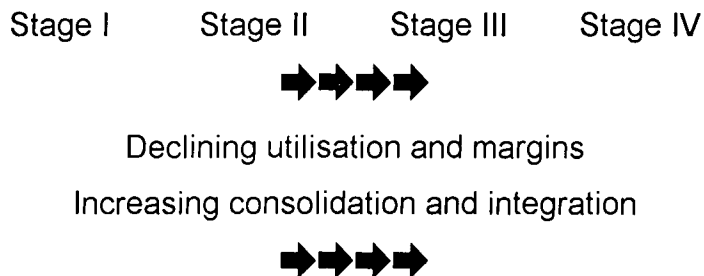 Stage I Stage II Stage III Stage IV
Declining utilisation and margins
Increasing consolidation and integration